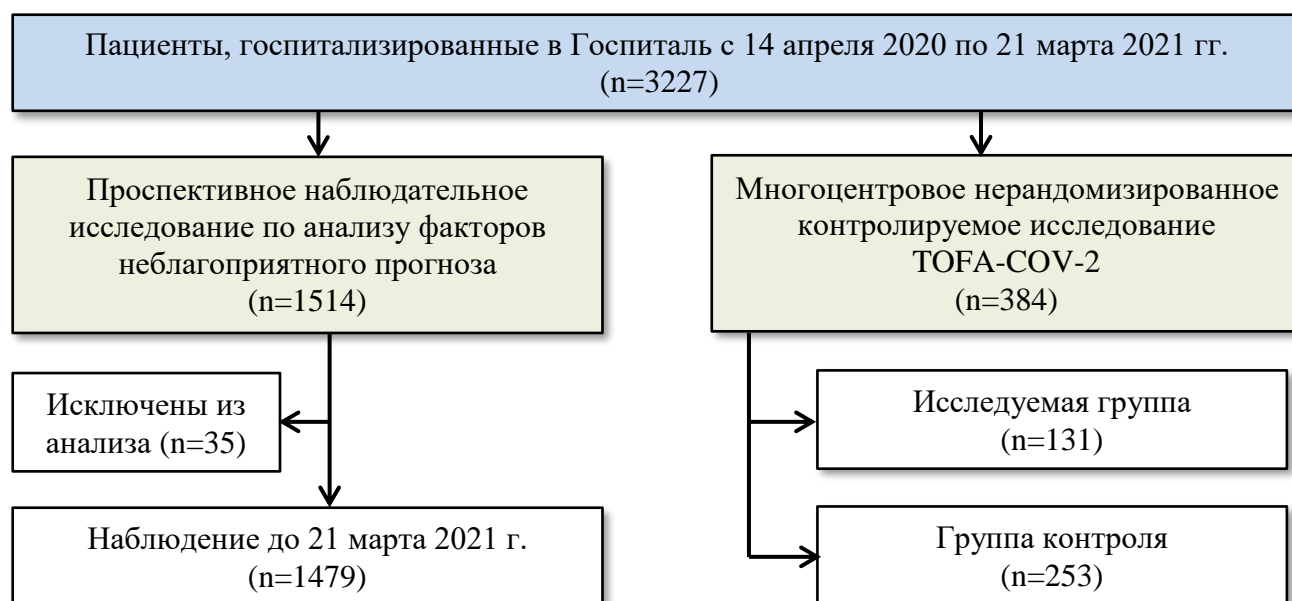 Пациенты, госпитализированные в Госпиталь с 14 апреля 2020 по 21 марта 2021 гг.
(n=3227)
Проспективное наблюдательное
исследование по анализу факторов
неблагоприятного прогноза
(n=1514)
Многоцентровое нерандомизированное
контролируемое исследование
TOFA-COV-2
(n=384)
Исключены из
анализа (n=35)
Исследуемая группа
(n=131)
Наблюдение до 21 марта 2021 г.
(n=1479)
Группа контроля
(n=253)